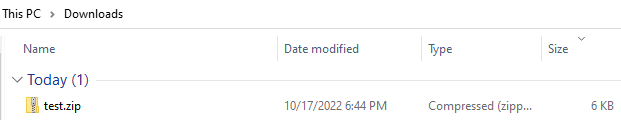 This PC > Downloads
Name Date modified Type Size
Today (1)
test.zip 10/17/2022 6:44 PM Compressed (zipp... 6 KB